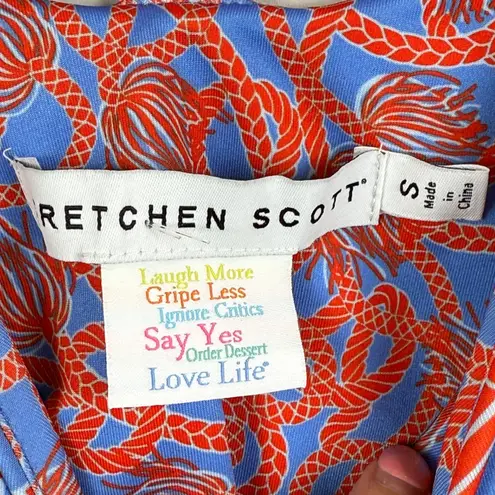 RETCHEN SCOTT®
S
Made
in
China
Laugh More
Gripe Less
Ignore Critics
Say Yes
Order Dessert
Love Life®